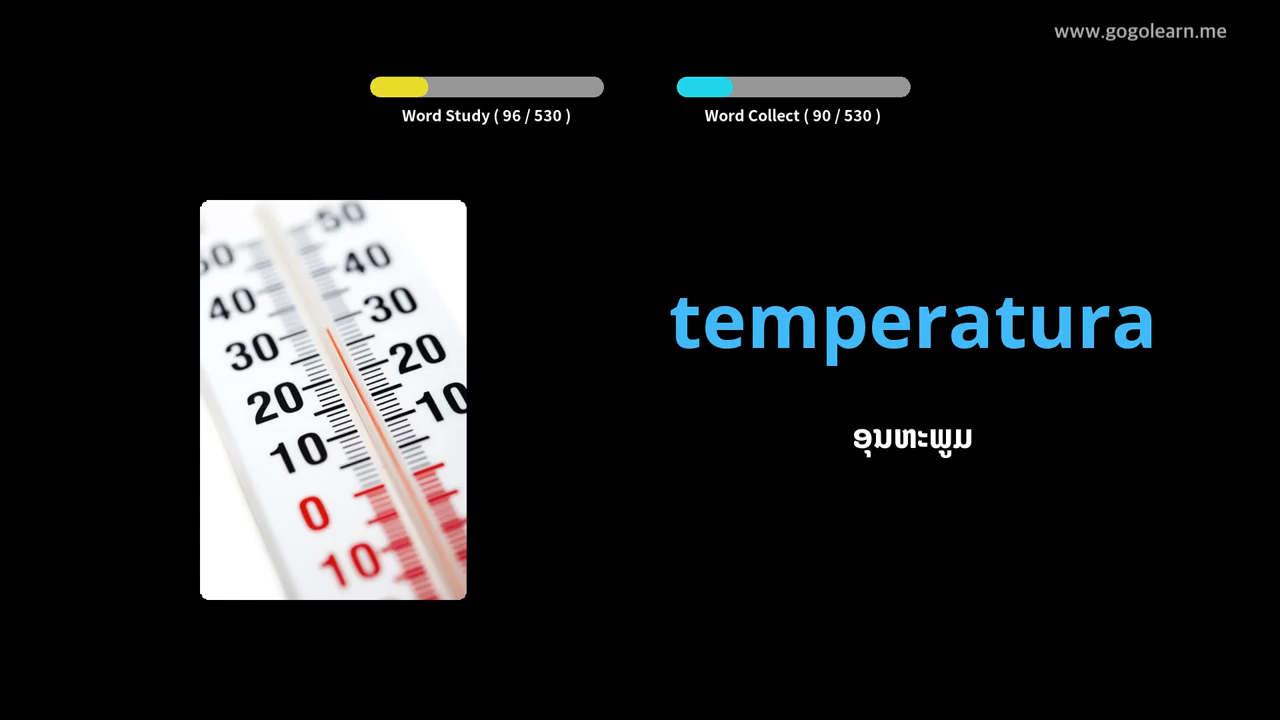 www.gogolearn.me
Word Study ( 96 / 530 )
Word Collect ( 90 / 530 )
50
40
40
30
30
20
20
10
10
0
10
temperatura
ອຸນຫະພູມ